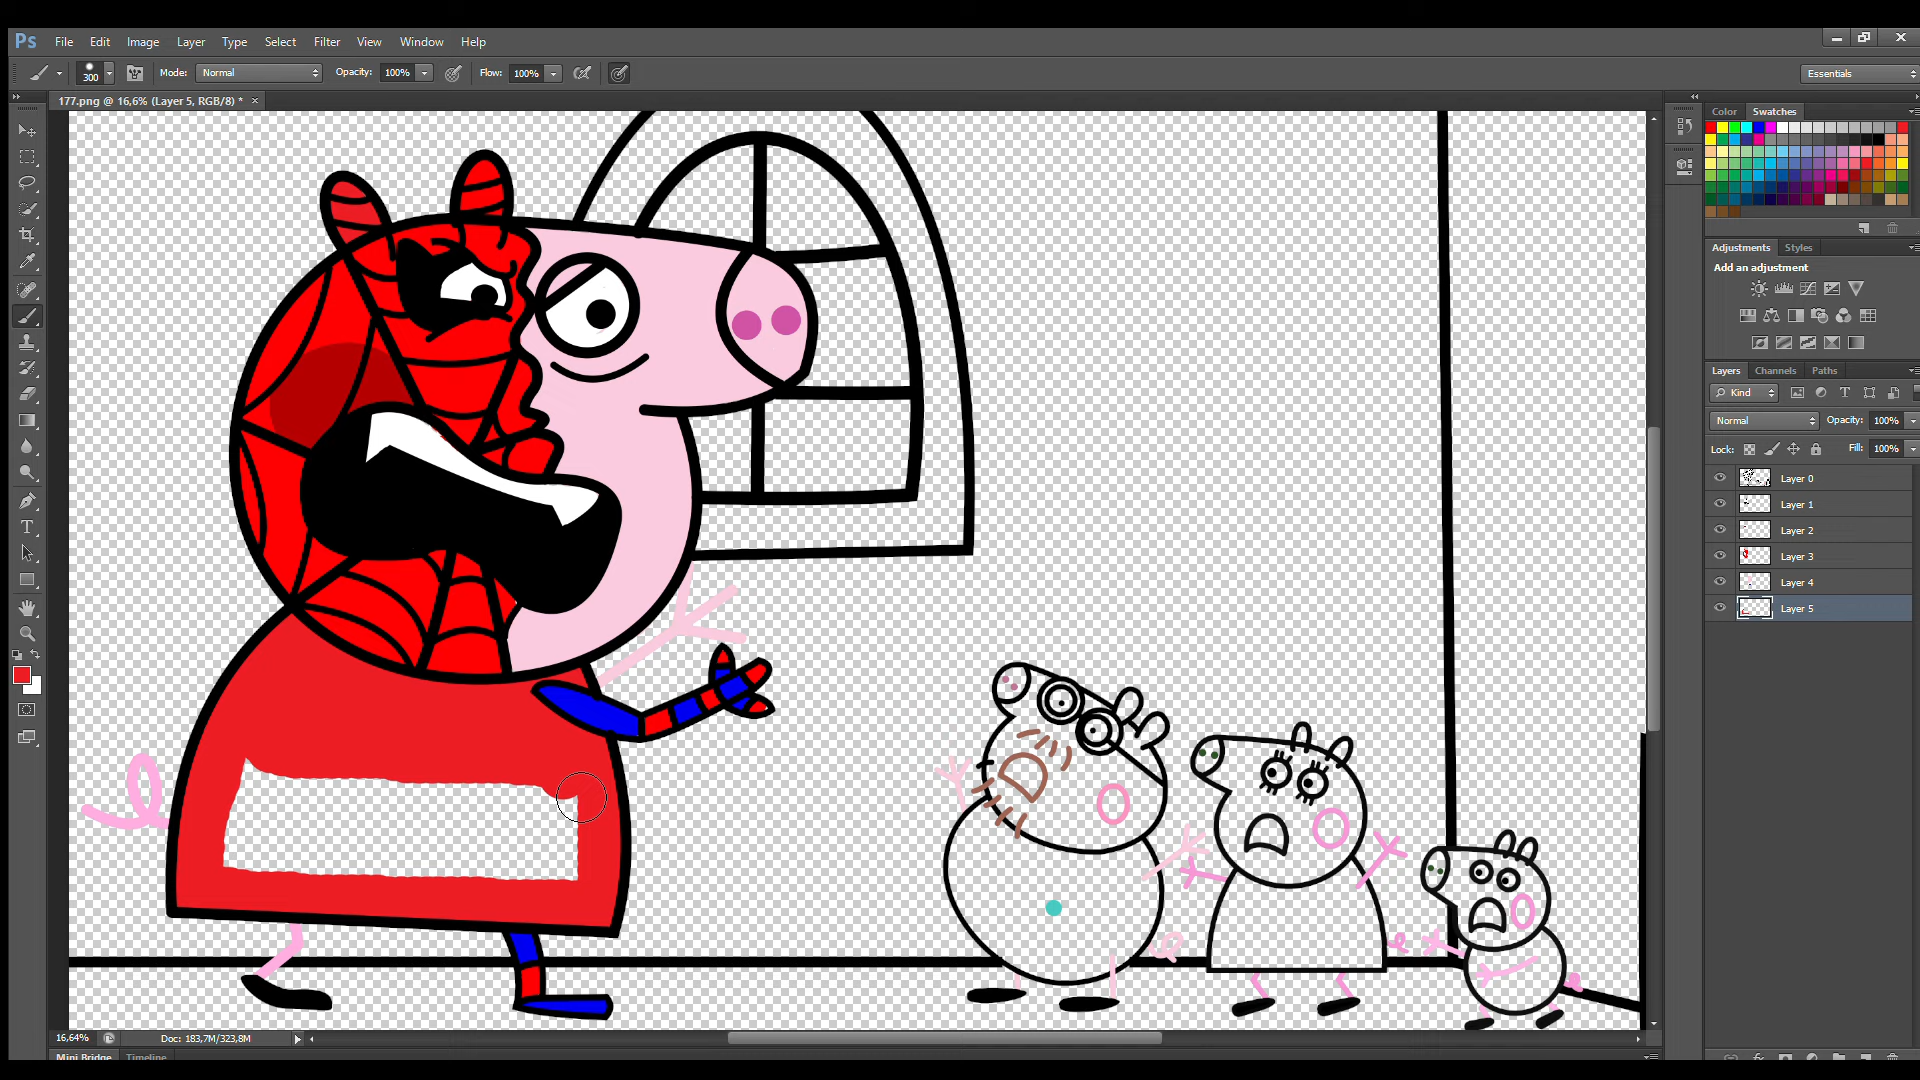 Ps File Edit Image Layer Type Select Filter View Window Help
300 Mode: Normal Opacity: 100% Flow: 100% Essentials
177.png @ 16,6% (Layer 5, RGB/8) * ×
Color Swatches
Adjustments Styles
Add an adjustment
Layers Channels Paths
Kind
Normal Opacity: 100%
Lock: Fill: 100%
Layer 0
Layer 1
Layer 2
Layer 3
Layer 4
Layer 5
16,64% Doc: 183,7M/323,8M
Mini Bridge Timeline